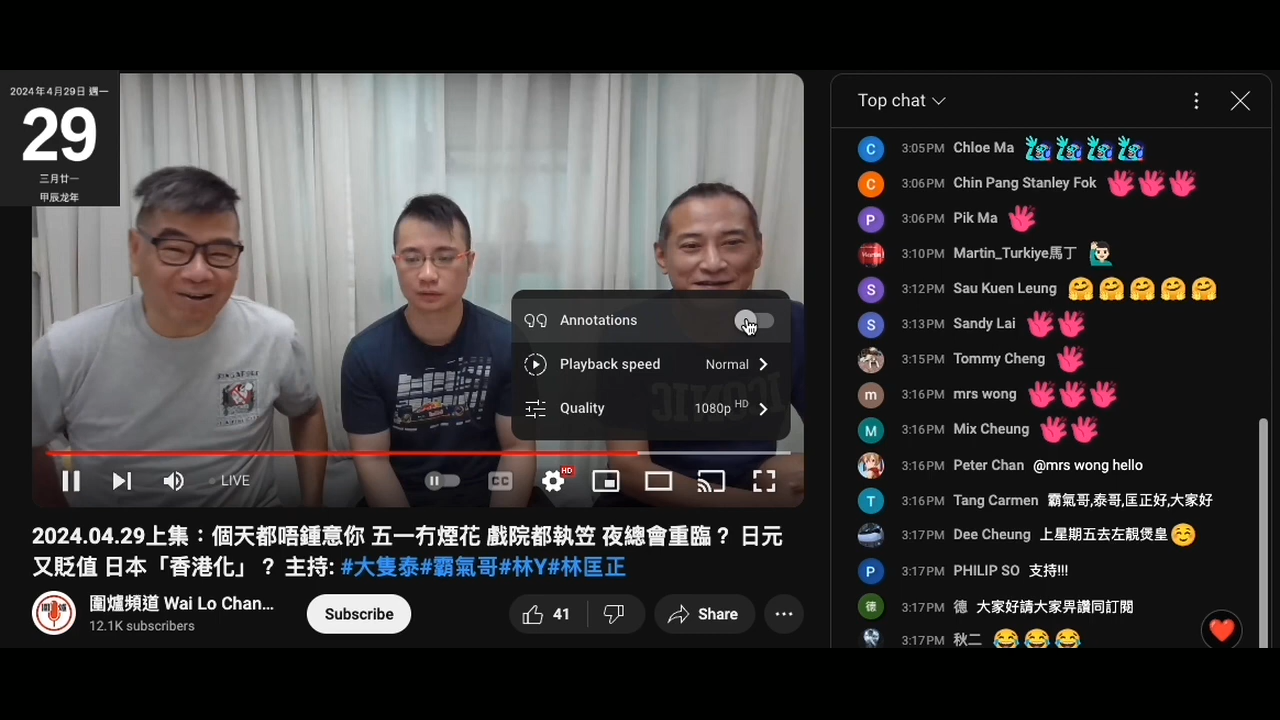 2024年4月29日 週一
29
三月廿一
甲辰龙年
Annotations
Playback speed Normal
Quality 1080p HD
LIVE
CC
HD
2024.04.29上集：個天都唔鍾意你 五一冇煙花 戲院都執笠 夜總會重臨？ 日元
又貶值 日本「香港化」？ 主持: #大隻泰#霸氣哥#林Y#林匡正
圍爐頻道 Wai Lo Chan...
12.1K subscribers
Subscribe
41
Share
Top chat
C 3:05PM Chloe Ma
C 3:06PM Chin Pang Stanley Fok
P 3:06PM Pik Ma
3:10PM Martin_Turkiye馬丁
S 3:12PM Sau Kuen Leung
S 3:13PM Sandy Lai
3:15PM Tommy Cheng
m 3:16PM mrs wong
M 3:16PM Mix Cheung
3:16PM Peter Chan @mrs wong hello
T 3:16PM Tang Carmen 霸氣哥,泰哥,匡正好,大家好
3:17PM Dee Cheung 上星期五去左靚煲皇
P 3:17PM PHILIP SO 支持!!!
德 3:17PM 德 大家好請大家畀讚同訂閱
3:17PM 秋二